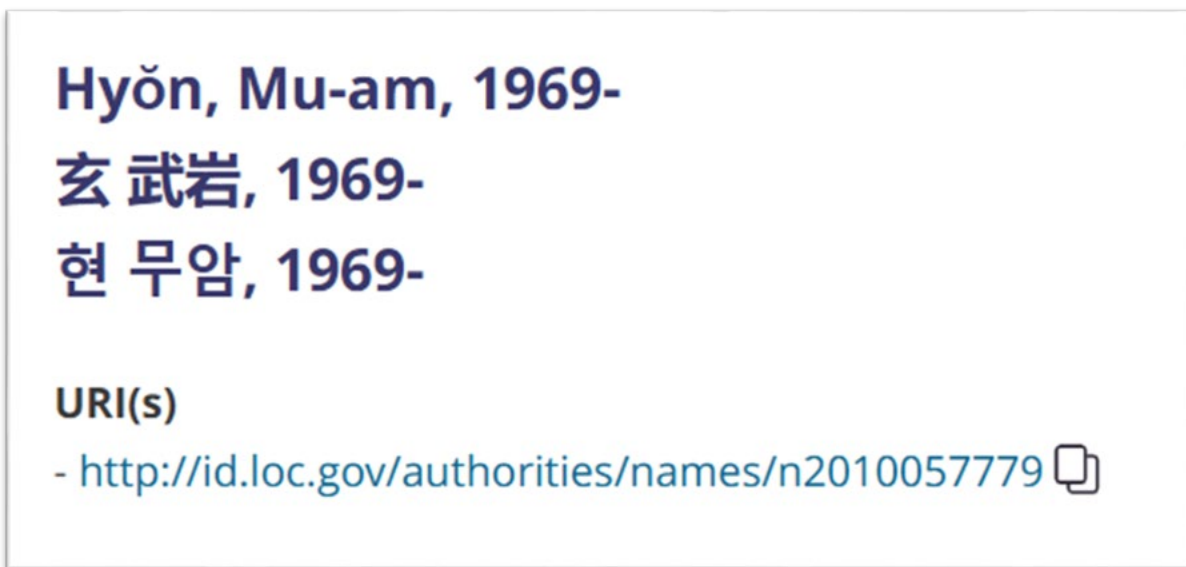 Hyŏn, Mu-am, 1969-
玄 武岩, 1969-
현 무암, 1969-
URI(s)
- http://id.loc.gov/authorities/names/n2010057779